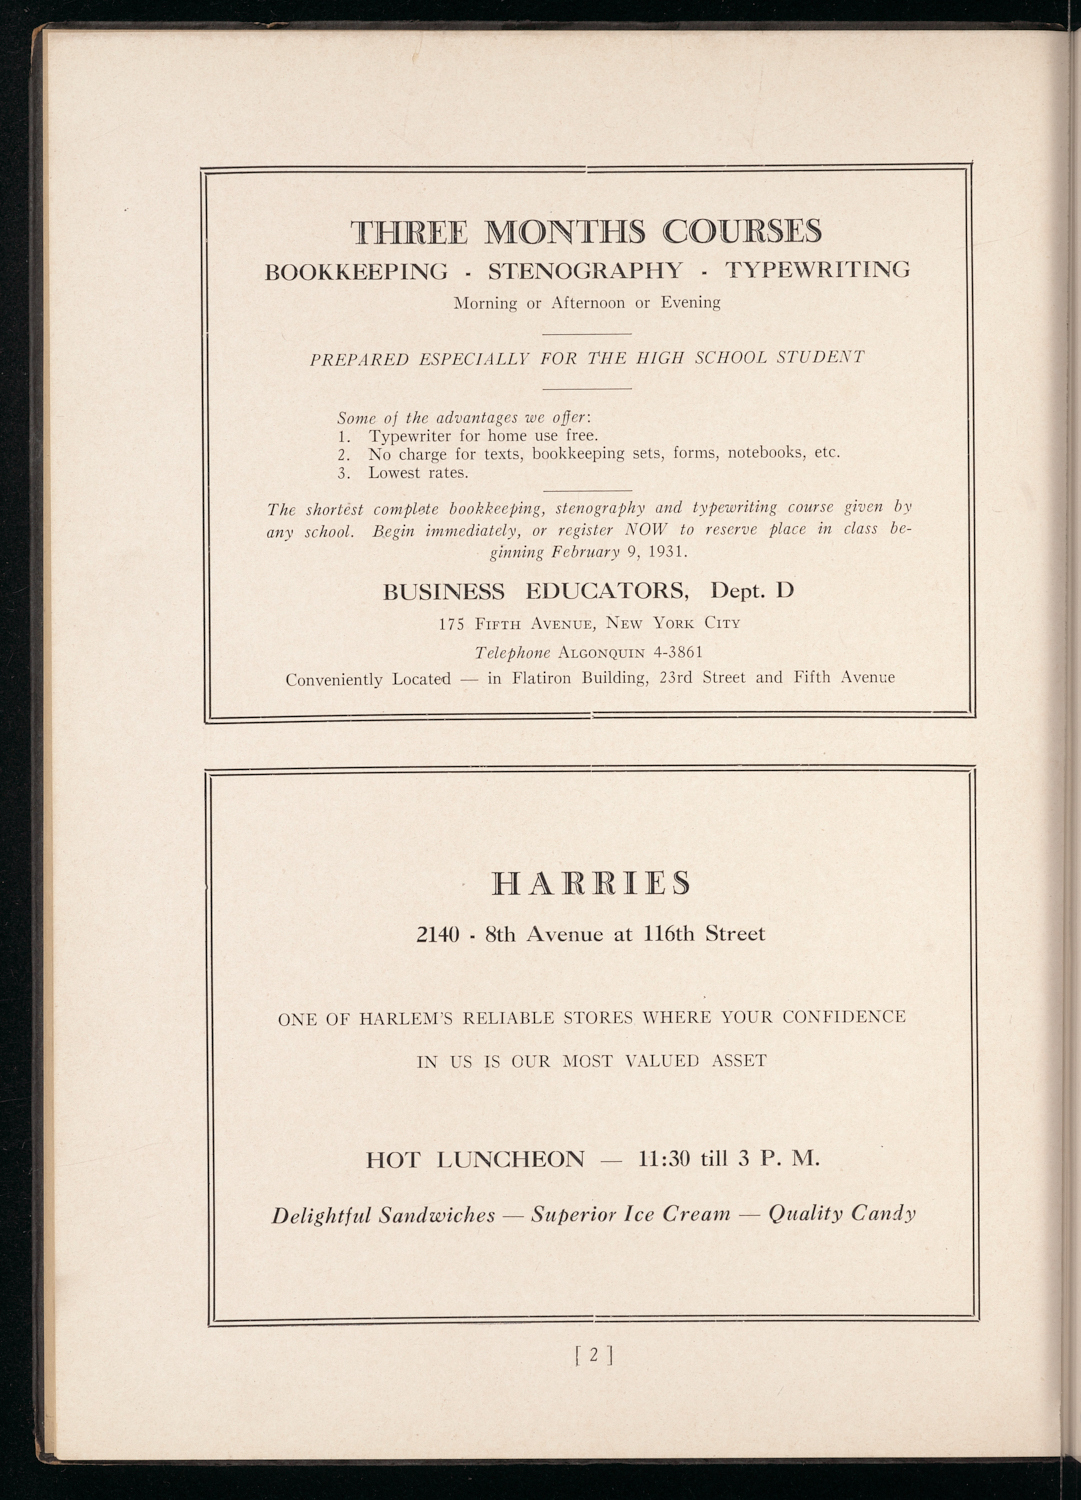 THREE MONTHS COURSES
BOOKKEEPING - STENOGRAPHY - TYPEWRITING
Morning or Afternoon or Evening
PREPARED ESPECIALLY FOR THE HIGH SCHOOL STUDENT
Some of the advantages we offer:
1. Typewriter for home use free.
2. No charge for texts, bookkeeping sets, forms, notebooks, etc.
3. Lowest rates.
The shortest complete bookkeeping, stenography and typewriting course given by
any school. Begin immediately, or register NOW to reserve place in class be-
ginning February 9, 1931.
BUSINESS EDUCATORS, Dept. D
175 FIFTH AVENUE, NEW YORK CITY
Telephone ALGONQUIN 4-3861
Conveniently Located — in Flatiron Building, 23rd Street and Fifth Avenue
HARRIES
2140 - 8th Avenue at 116th Street
ONE OF HARLEM'S RELIABLE STORES WHERE YOUR CONFIDENCE
IN US IS OUR MOST VALUED ASSET
HOT LUNCHEON — 11:30 till 3 P. M.
Delightful Sandwiches — Superior Ice Cream — Quality Candy
[ 2 ]